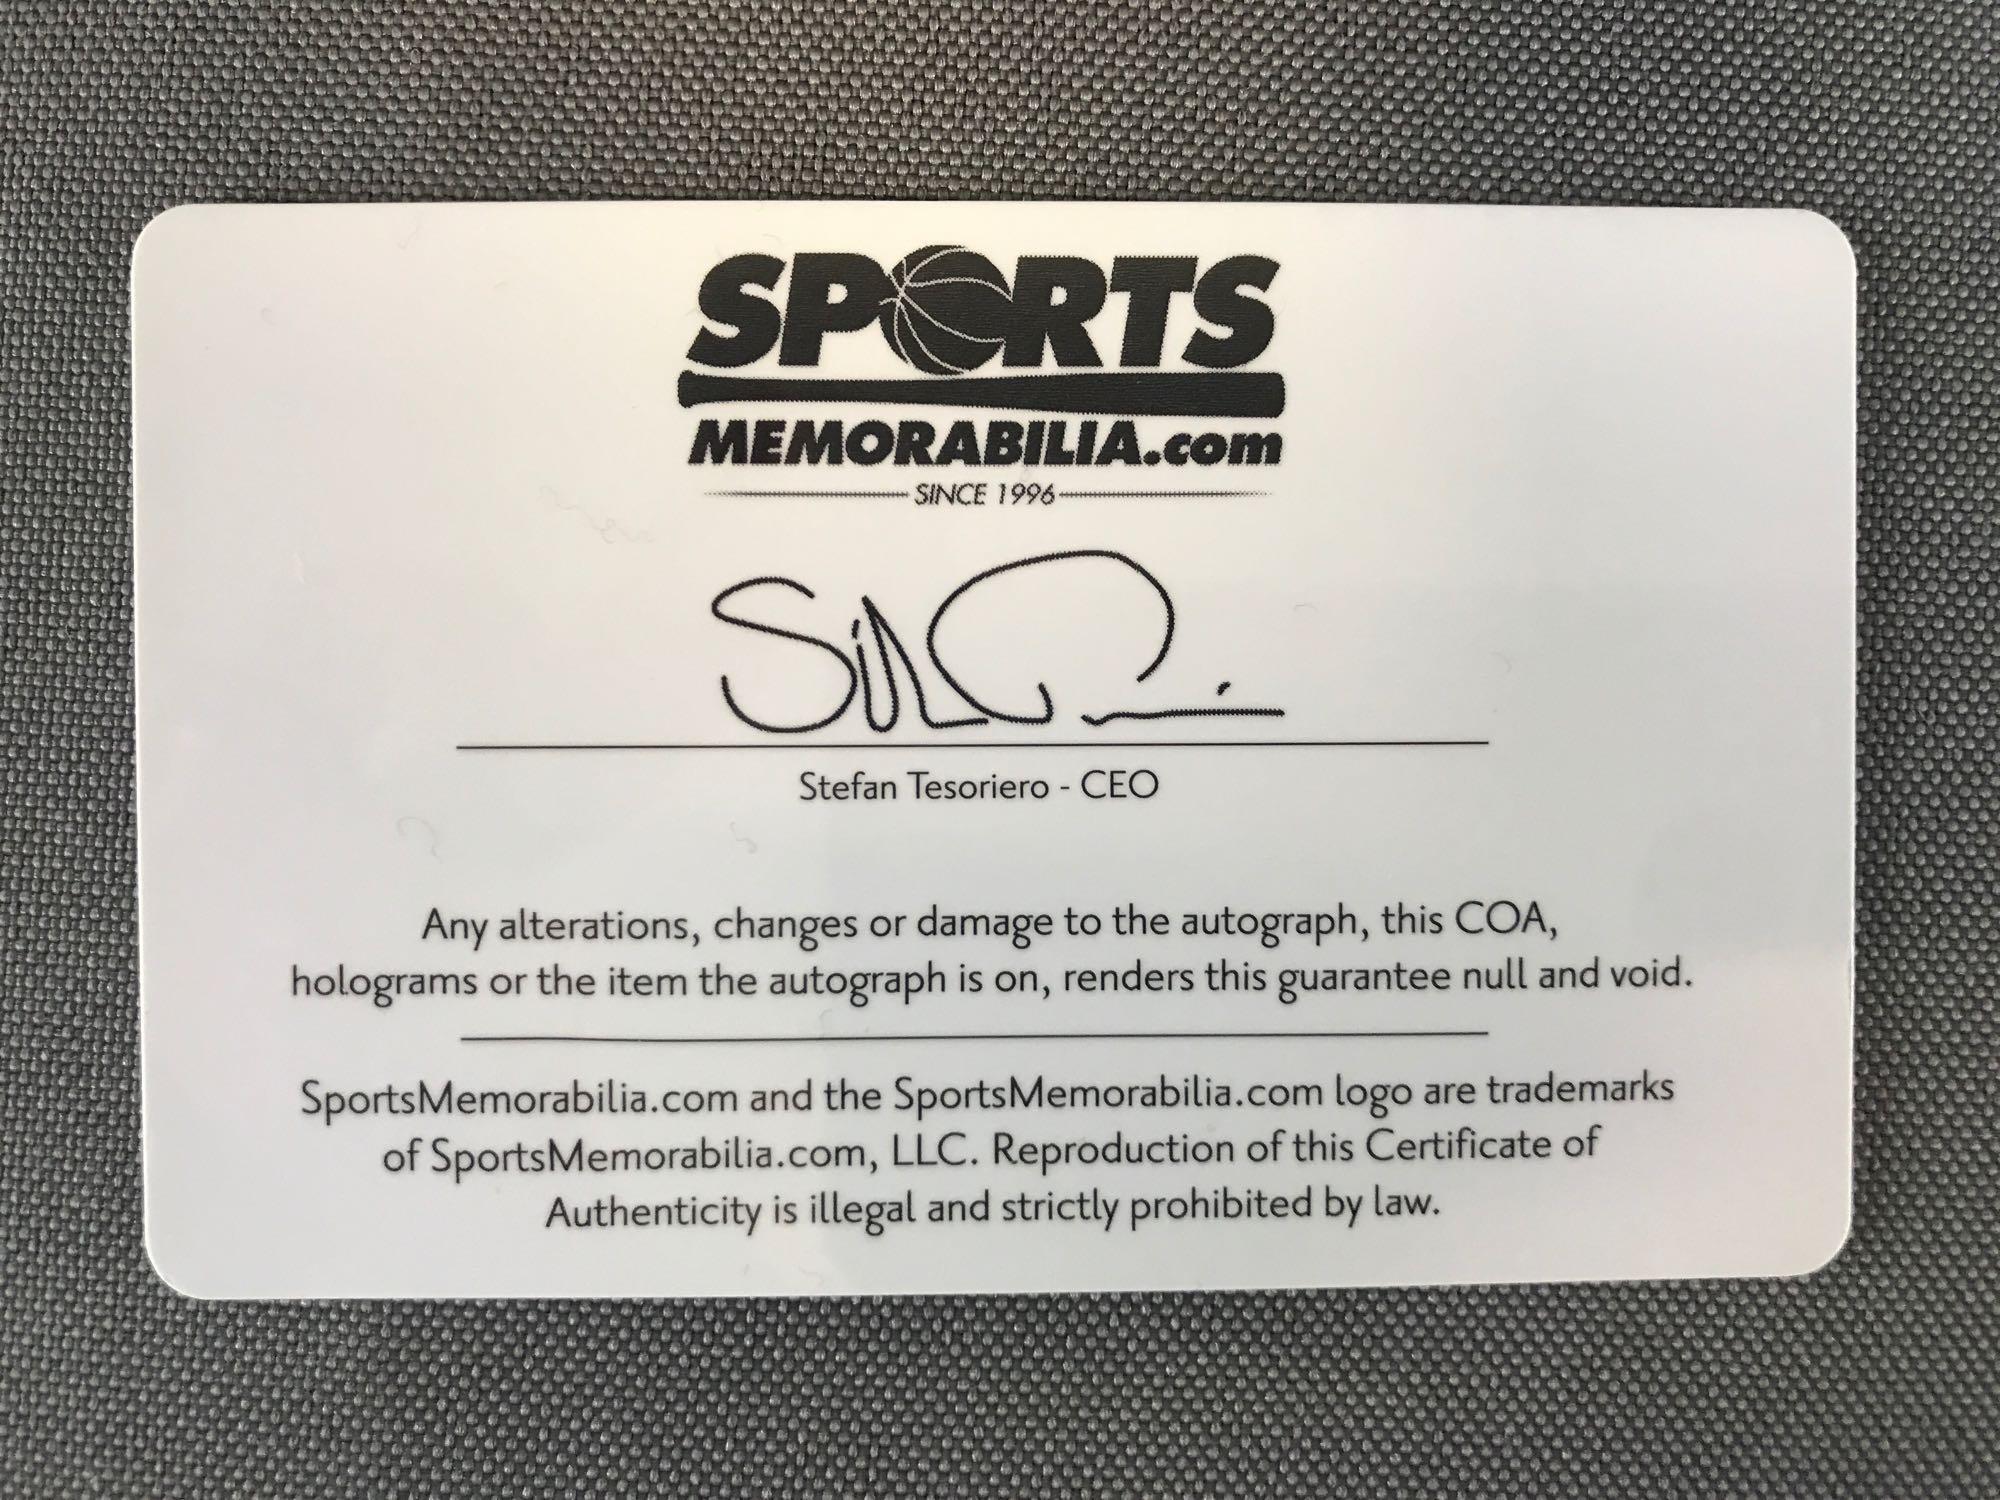 SPORTS
MEMORABILIA.com
SINCE 1996
Stefan Tesoriero - CEO
Any alterations, changes or damage to the autograph, this COA,
holograms or the item the autograph is on, renders this guarantee null and void.
SportsMemorabilia.com and the SportsMemorabilia.com logo are trademarks
of SportsMemorabilia.com, LLC. Reproduction of this Certificate of
Authenticity is illegal and strictly prohibited by law.